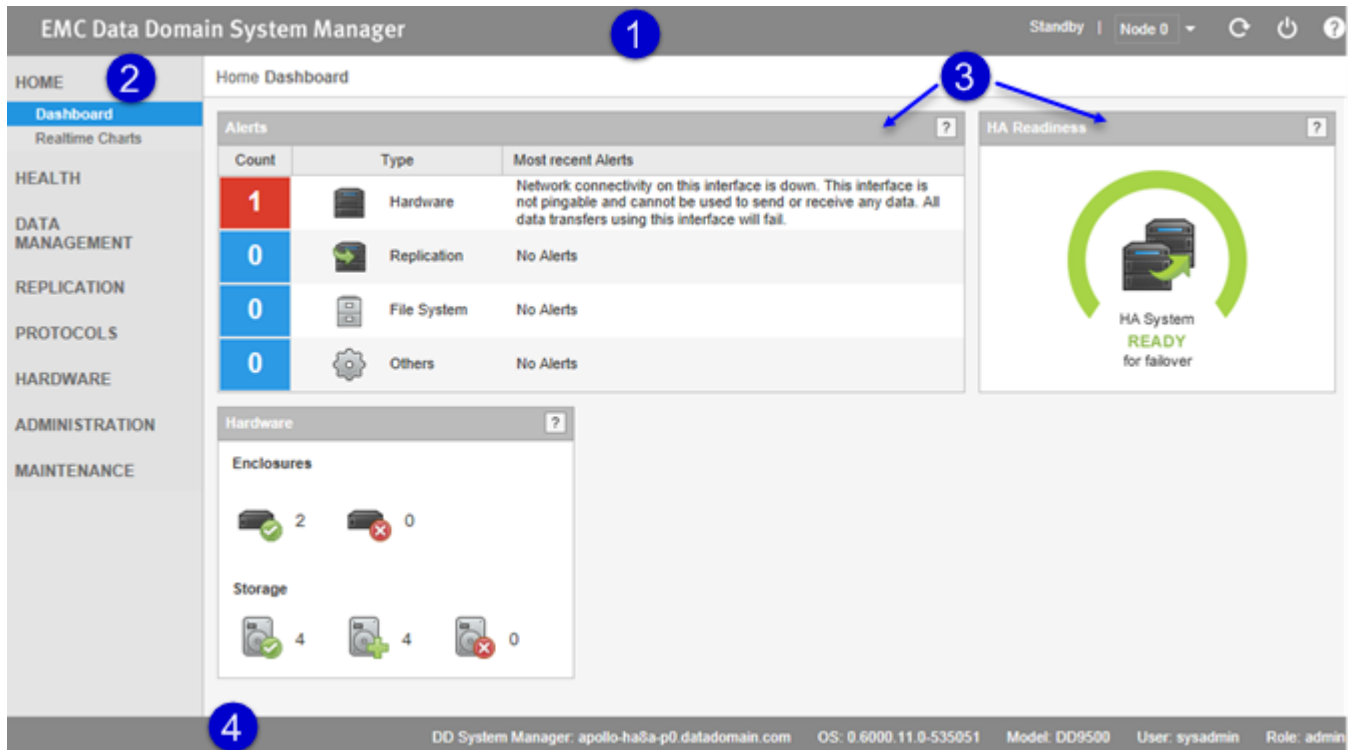 EMC Data Domain System Manager
1
Standby | Node 0
?
HOME
2
Dashboard
Realtime Charts
HEALTH
DATA
MANAGEMENT
REPLICATION
PROTOCOLS
HARDWARE
ADMINISTRATION
MAINTENANCE
Home Dashboard
3
Alerts ?
Count Type Most recent Alerts
1 Hardware Network connectivity on this interface is down. This interface is
not pingable and cannot be used to send or receive any data. All
data transfers using this interface will fail.
0 Replication No Alerts
0 File System No Alerts
0 Others No Alerts
HA Readiness ?
HA System
READY
for failover
Hardware ?
Enclosures
2 0
Storage
4 4 0
4
DD System Manager: apollo-ha8a-p0.datadomain.com OS: 0.6000.11.0-535051 Model: DD9500 User: sysadmin Role: admin